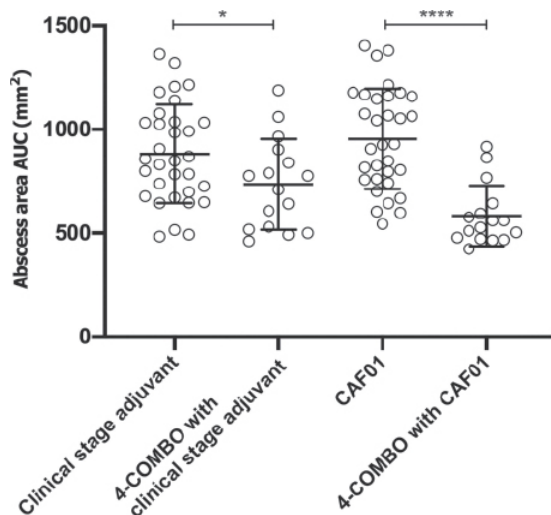 * ****
1500
1000
500
0
Abscess area AUC (mm²)
Clinical stage adjuvant
4-COMBO with
clinical stage adjuvant
CAF01
4-COMBO with CAF01